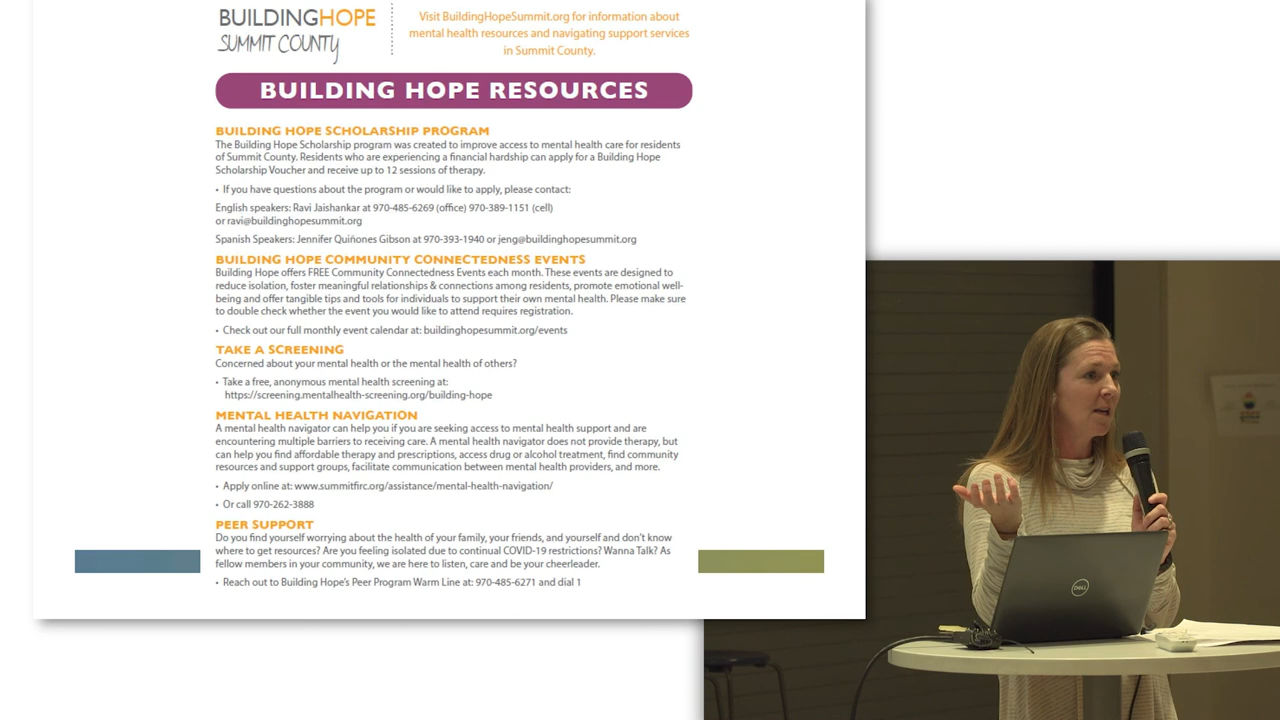 BUILDINGHOPE
SUMMIT COUNTY
Visit BuildingHopeSummit.org for information about
mental health resources and navigating support services
in Summit County.
BUILDING HOPE RESOURCES
BUILDING HOPE SCHOLARSHIP PROGRAM
The Building Hope Scholarship program was created to improve access to mental health care for residents
of Summit County. Residents who are experiencing a financial hardship can apply for a Building Hope
Scholarship Voucher and receive up to 12 sessions of therapy.
• If you have questions about the program or would like to apply, please contact:
English speakers: Ravi Jaishankar at 970-485-6269 (office) 970-389-1151 (cell)
or ravi@buildinghopesummit.org
Spanish Speakers: Jennifer Quiñones Gibson at 970-393-1940 or jeng@buildinghopesummit.org
BUILDING HOPE COMMUNITY CONNECTEDNESS EVENTS
Building Hope offers FREE Community Connectedness Events each month. These events are designed to
reduce isolation, foster meaningful relationships & connections among residents, promote emotional well-
being and offer tangible tips and tools for individuals to support their own mental health. Please make sure
to double check whether the event you would like to attend requires registration.
• Check out our full monthly event calendar at: buildinghopesummit.org/events
TAKE A SCREENING
Concerned about your mental health or the mental health of others?
• Take a free, anonymous mental health screening at:
https://screening.mentalhealth-screening.org/building-hope
MENTAL HEALTH NAVIGATION
A mental health navigator can help you if you are seeking access to mental health support and are
encountering multiple barriers to receiving care. A mental health navigator does not provide therapy, but
can help you find affordable therapy and prescriptions, access drug or alcohol treatment, find community
resources and support groups, facilitate communication between mental health providers, and more.
• Apply online at: www.summitfirc.org/assistance/mental-health-navigation/
• Or call 970-262-3888
PEER SUPPORT
Do you find yourself worrying about the health of your family, your friends, and yourself and don't know
where to get resources? Are you feeling isolated due to continual COVID-19 restrictions? Wanna Talk? As
fellow members in your community, we are here to listen, care and be your cheerleader.
• Reach out to Building Hope's Peer Program Warm Line at: 970-485-6271 and dial 1
DELL